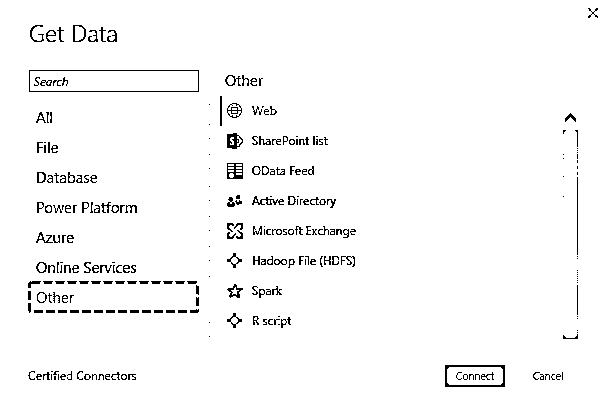 Get Data
Search
All
File
Database
Power Platform
Azure
Online Services
Other
Other
Web
SharePoint list
OData Feed
Active Directory
Microsoft Exchange
Hadoop File (HDFS)
Spark
R script
Certified Connectors
Connect
Cancel